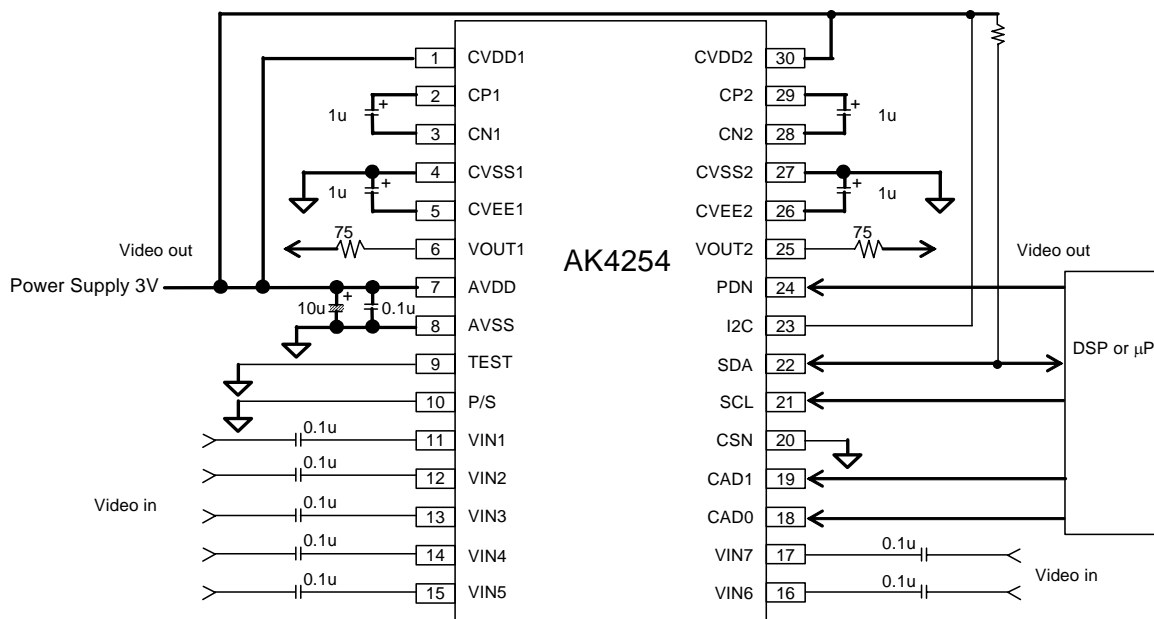 1 CVDD1 CVDD2 30
2 CP1 CP2 29
1u + + 1u
3 CN1 CN2 28
4 CVSS1 CVSS2 27
1u + + 1u
5 CVEE1 CVEE2 26
75 75
Video out 6 VOUT1 VOUT2 25 Video out
AK4254
Power Supply 3V 7 AVDD PDN 24
10u + 0.1u
8 AVSS I2C 23
DSP or μP
9 TEST SDA 22
10 P/S SCL 21
0.1u 11 VIN1 CSN 20
0.1u 12 VIN2 CAD1 19
Video in
0.1u 13 VIN3 CAD0 18
0.1u 14 VIN4 VIN7 17 0.1u
Video in
0.1u 15 VIN5 VIN6 16 0.1u